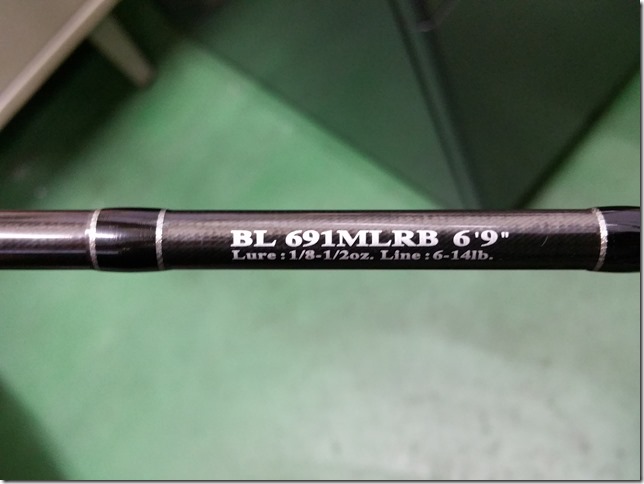 BL 691MLRB 6'9"
Lure : 1/8-1/2oz. Line : 6-14lb.